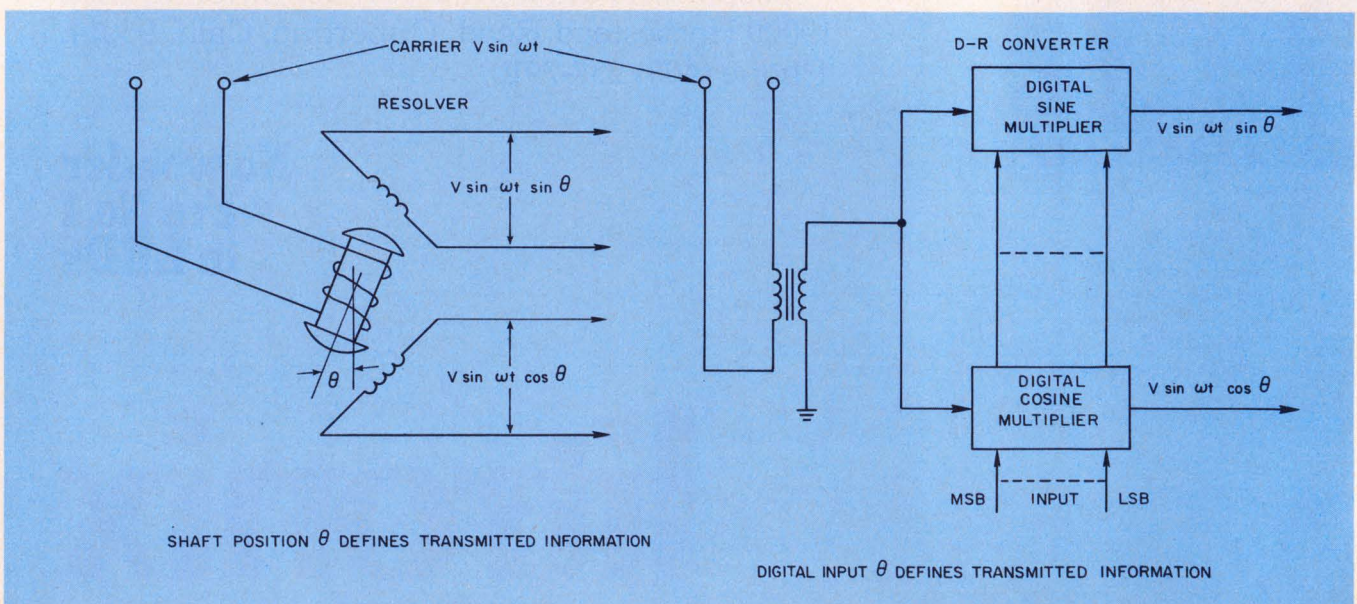 CARRIER V sin ωt
RESOLVER
V sin ωt sin θ
θ
V sin ωt cos θ
SHAFT POSITION θ DEFINES TRANSMITTED INFORMATION
D-R CONVERTER
DIGITAL
SINE
MULTIPLIER
V sin ωt sin θ
DIGITAL
COSINE
MULTIPLIER
V sin ωt cos θ
MSB INPUT LSB
DIGITAL INPUT θ DEFINES TRANSMITTED INFORMATION